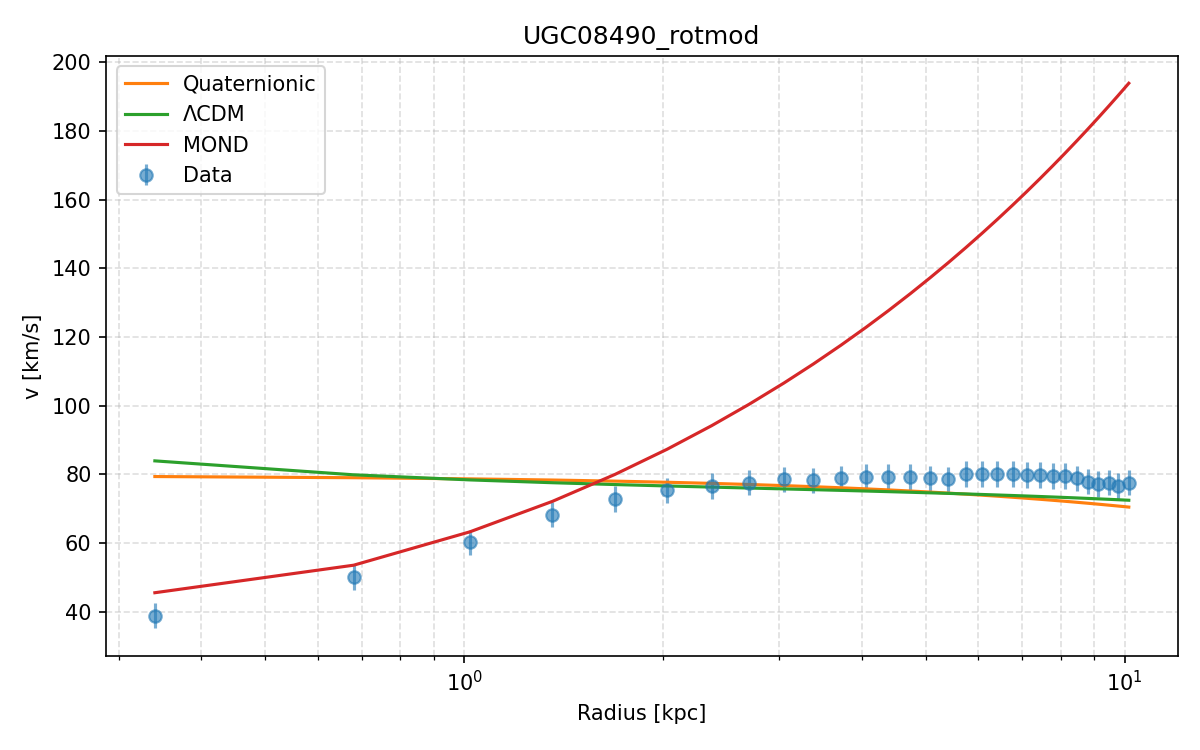 UGC08490_rotmod
Quaternionic
ΛCDM
MOND
Data
v [km/s]
200
180
160
140
120
100
80
60
40
10⁰
10¹
Radius [kpc]